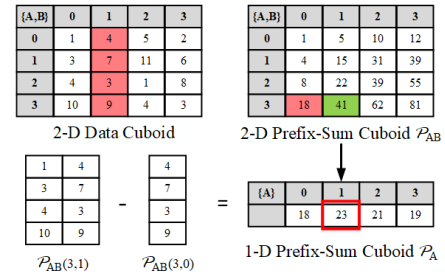 {A,B} 0 1 2 3
0 1 4 5 2
1 3 7 11 6
2 4 3 1 8
3 10 9 4 3
2-D Data Cuboid
{A,B} 0 1 2 3
0 1 5 10 12
1 4 15 31 39
2 8 22 39 55
3 18 41 62 81
2-D Prefix-Sum Cuboid 𝒫AB
1 4
3 7
4 3
10 9
𝒫AB(3,1)
-
4
7
3
9
𝒫AB(3,0)
=
{A} 0 1 2 3
18 23 21 19
1-D Prefix-Sum Cuboid 𝒫A